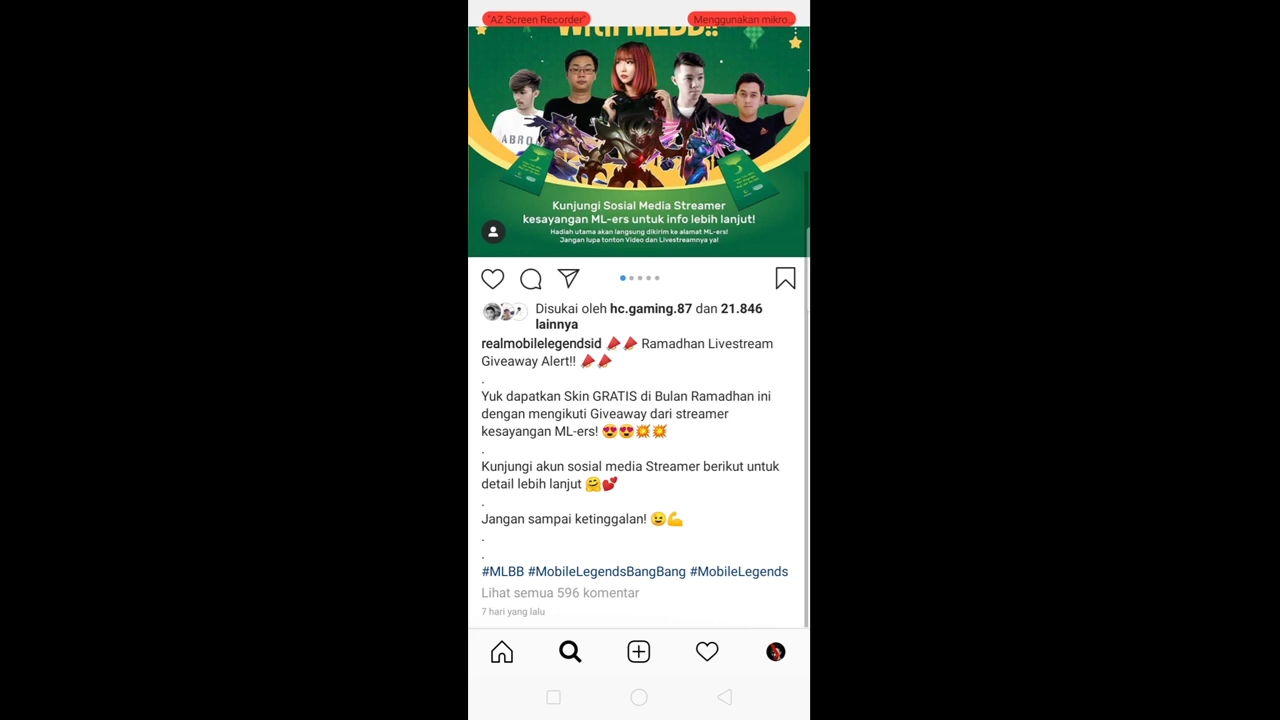 "AZ Screen Recorder"
Menggunakan mikro...
With MLBB!!
ABRO
Kunjungi Sosial Media Streamer
kesayangan ML-ers untuk info lebih lanjut!
Hadiah utama akan langsung dikirim ke alamat ML-ers!
Jangan lupa tonton Video dan Livestreamnya ya!
Disukai oleh hc.gaming.87 dan 21.846
lainnya
realmobilelegendsid 📣📣 Ramadhan Livestream
Giveaway Alert!! 📣📣
.
Yuk dapatkan Skin GRATIS di Bulan Ramadhan ini
dengan mengikuti Giveaway dari streamer
kesayangan ML-ers! 😍😍💥💥
.
Kunjungi akun sosial media Streamer berikut untuk
detail lebih lanjut 🤗💕
.
Jangan sampai ketinggalan! 😉💪
.
.
#MLBB #MobileLegendsBangBang #MobileLegends
Lihat semua 596 komentar
7 hari yang lalu